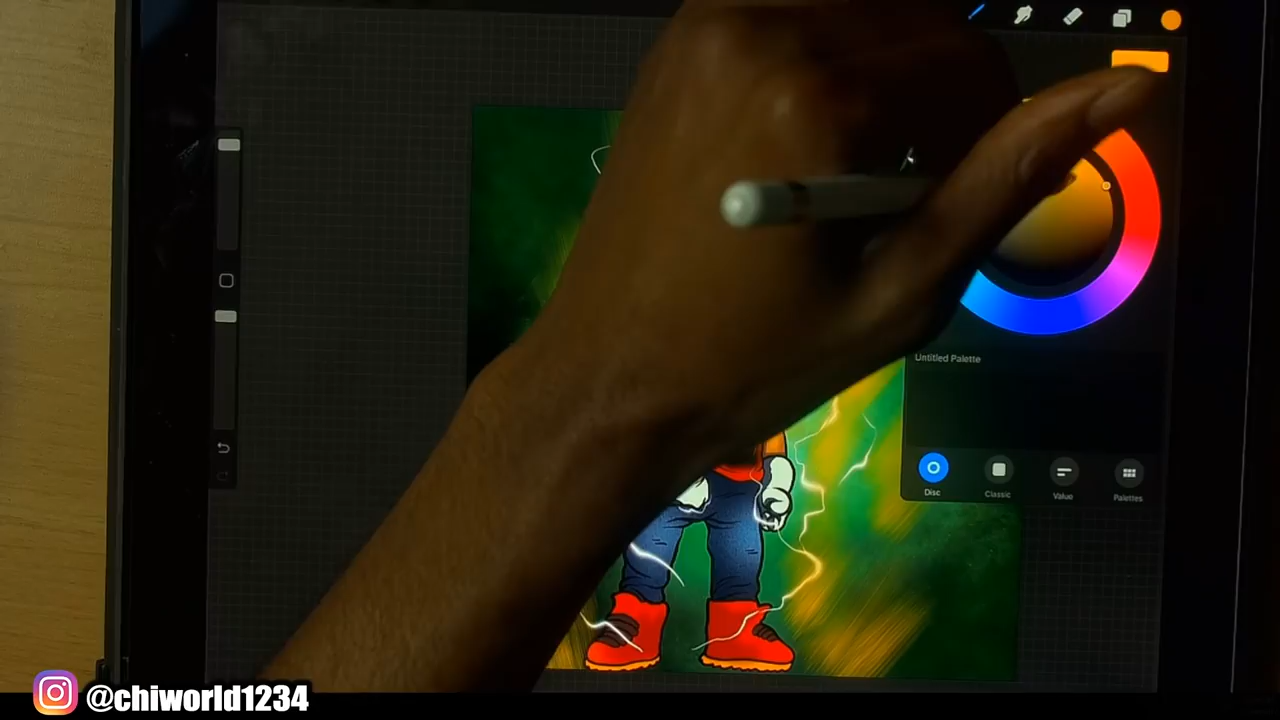 Untitled Palette
Disc
Classic
Value
Palettes
@chiworld1234